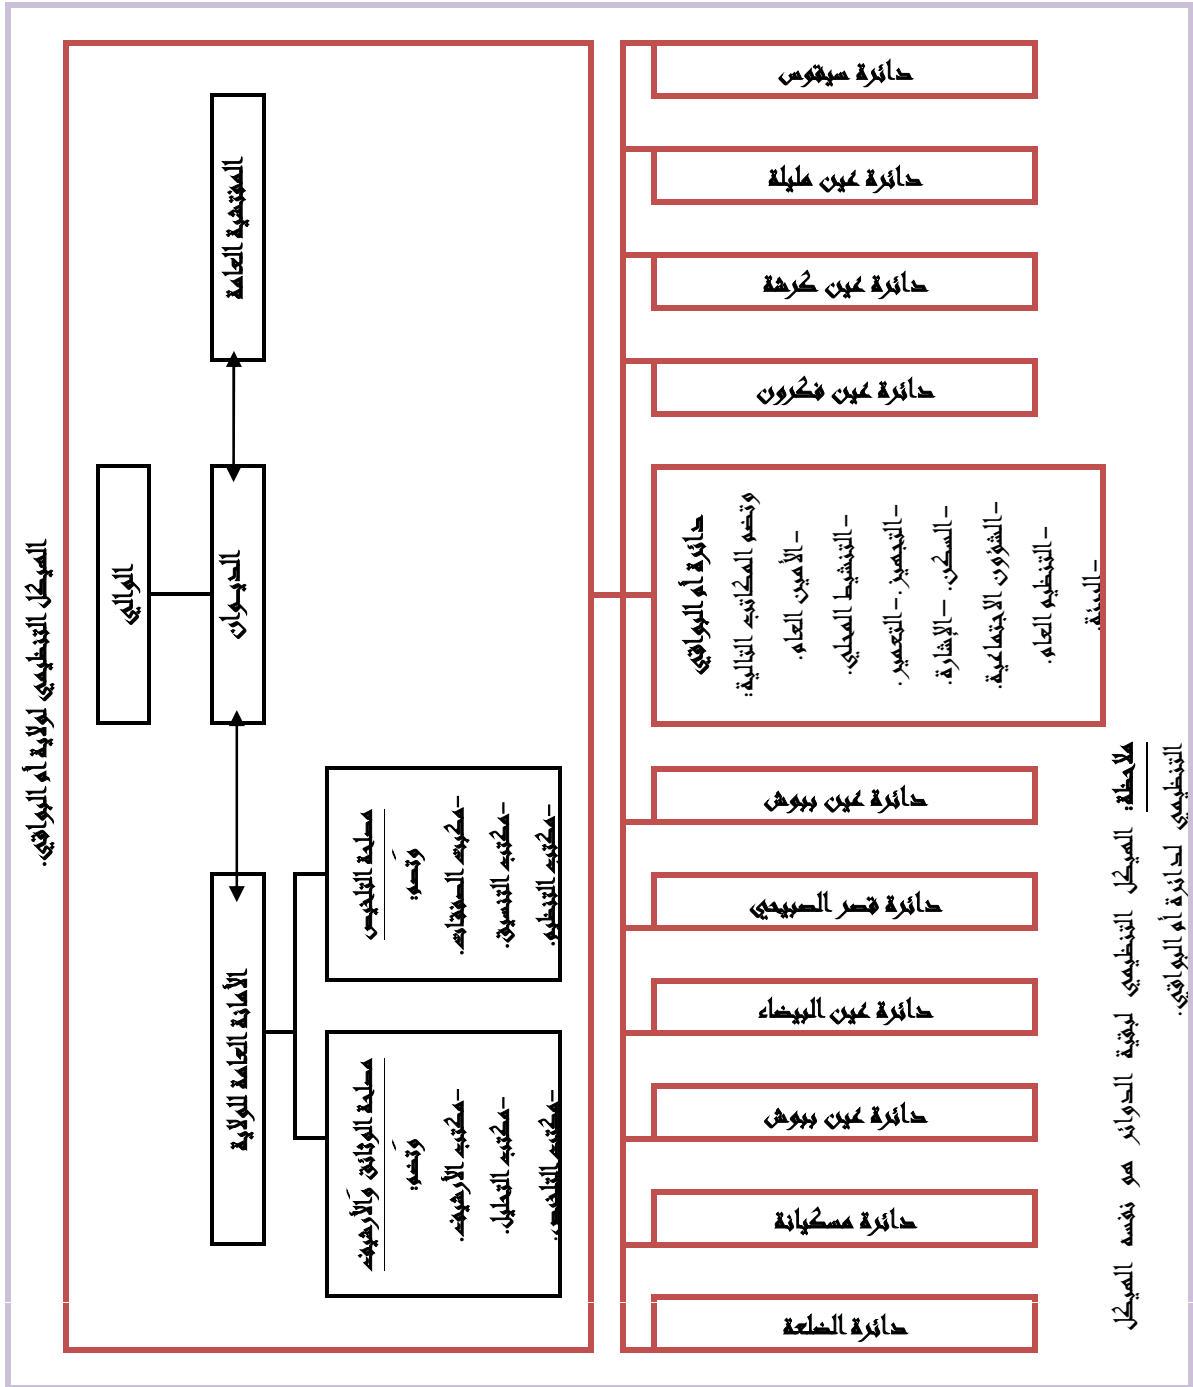 الهيكل التنظيمي لولاية أم البواقي.
الوالي
المفتشية العامة
الديــوان
الأمانة العامة للولاية
مصلحة التلخيص
وتضم:
-مكربت الصفقات.
-مكتب التنسيق.
-مكتب التنظيم.
مصلحة الوثائق والأرشيف
وتضم:
-مكتب الأرشيف.
-مكتب التحليل.
-مكتب التلخيص.
دائرة سيقوس
دائرة عين مليلة
دائرة عين كرشة
دائرة عين فكرون
دائرة أم البواقي
وتضم المكاتب التالية:
-الأمين العام.
-التنشيط المحلي.
-التجهيز. -التعمير.
-السكن. –الإشارة.
-الشؤون الاجتماعية.
-التنظيم العام.
-البيئة.
دائرة عين ببوش
دائرة قصر الصبيحي
دائرة عين البيضاء
دائرة عين ببوش
دائرة مسكيانة
دائرة الضلعة
ملاحظة: الهيكل التنظيمي لبقية الدوائر هو نفسه الهيكل
التنظيمي لدائرة أم البواقي.